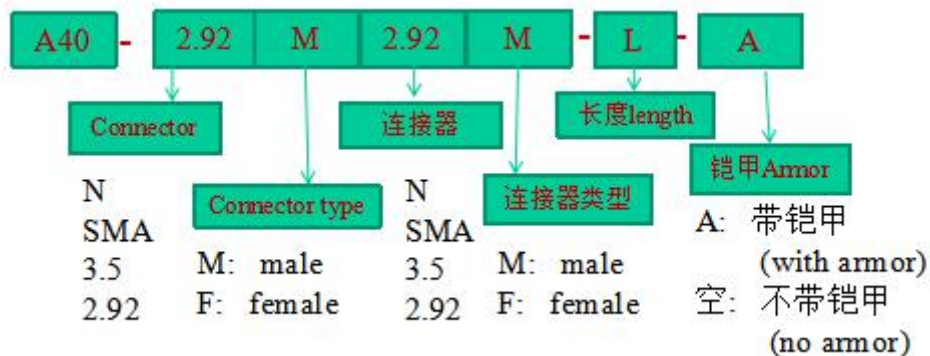 A40 - 2.92 M 2.92 M - L - A
Connector
连接器
长度length
铠甲Armor
Connector type
连接器类型
N
SMA
3.5
2.92
M: male
F: female
N
SMA
3.5
2.92
M: male
F: female
A: 带铠甲
(with armor)
空: 不带铠甲
(no armor)